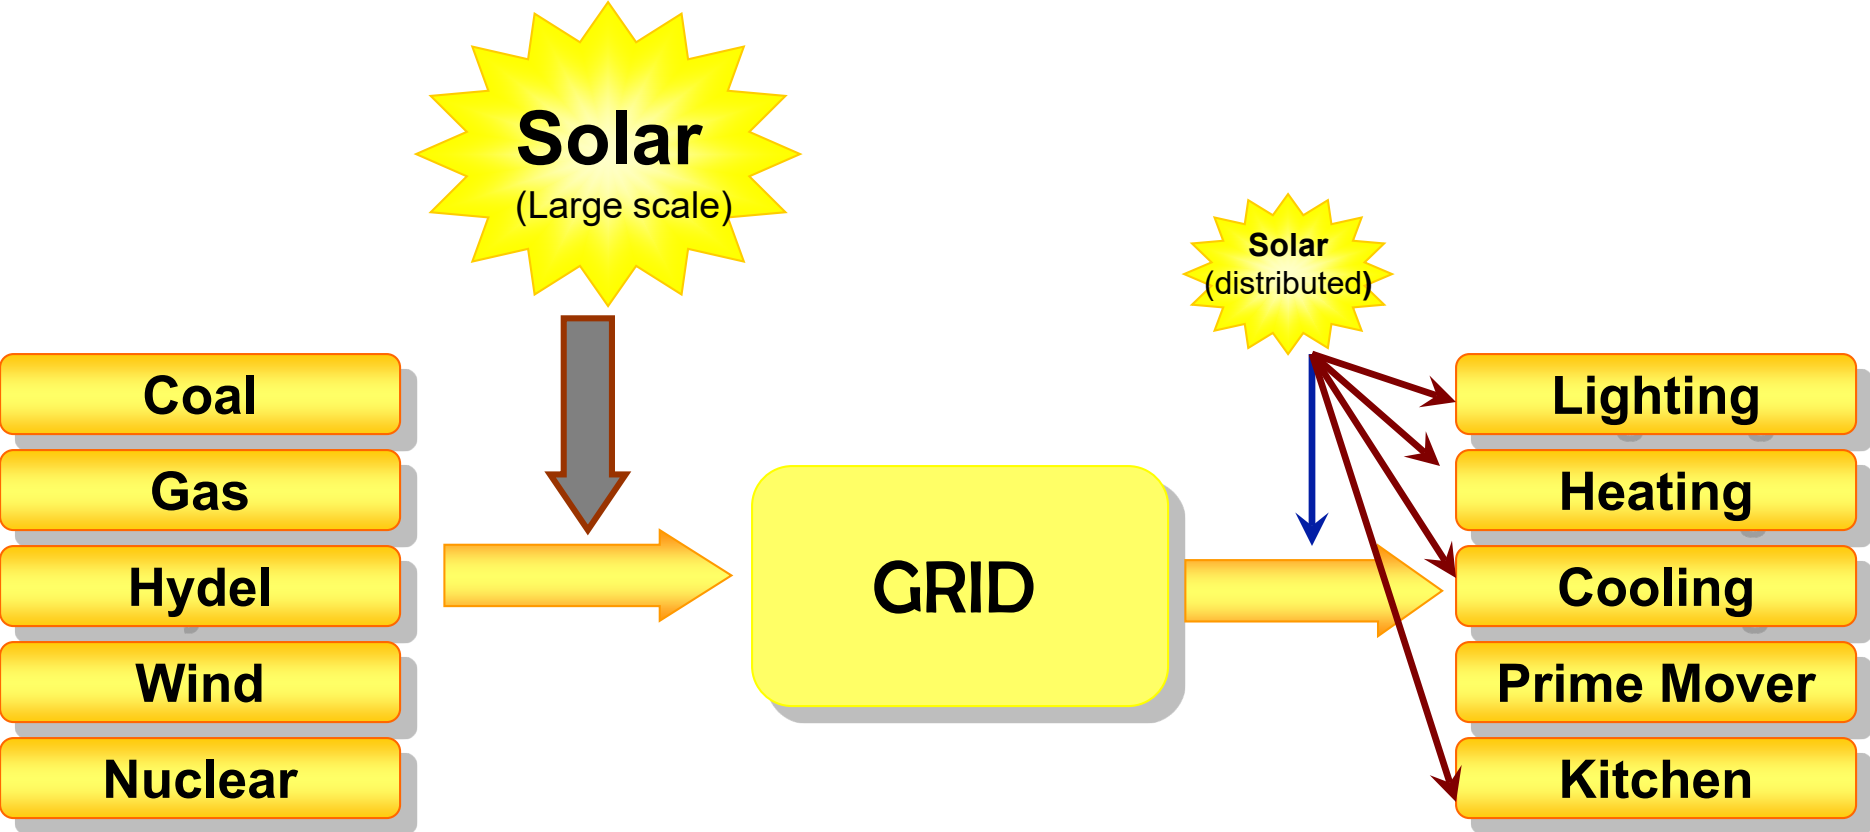 Solar
(Large scale)
Solar
(distributed)
Coal
Gas
Hydel
Wind
Nuclear
GRID
Lighting
Heating
Cooling
Prime Mover
Kitchen